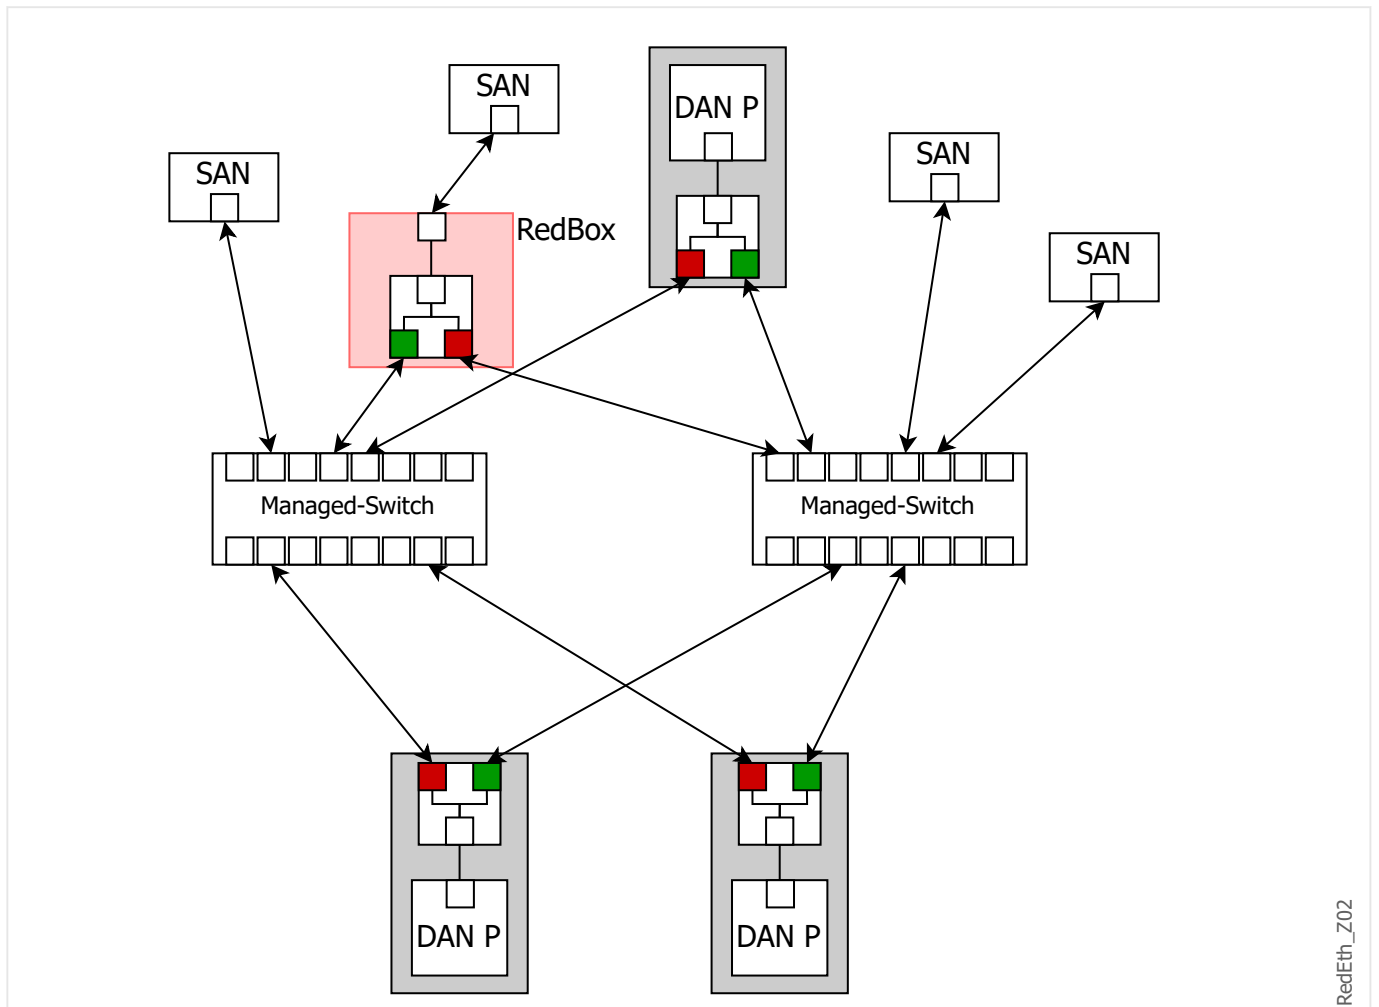 SAN
DAN P
SAN
SAN
RedBox
SAN
Managed-Switch
Managed-Switch
DAN P
DAN P
RedEth_Z02